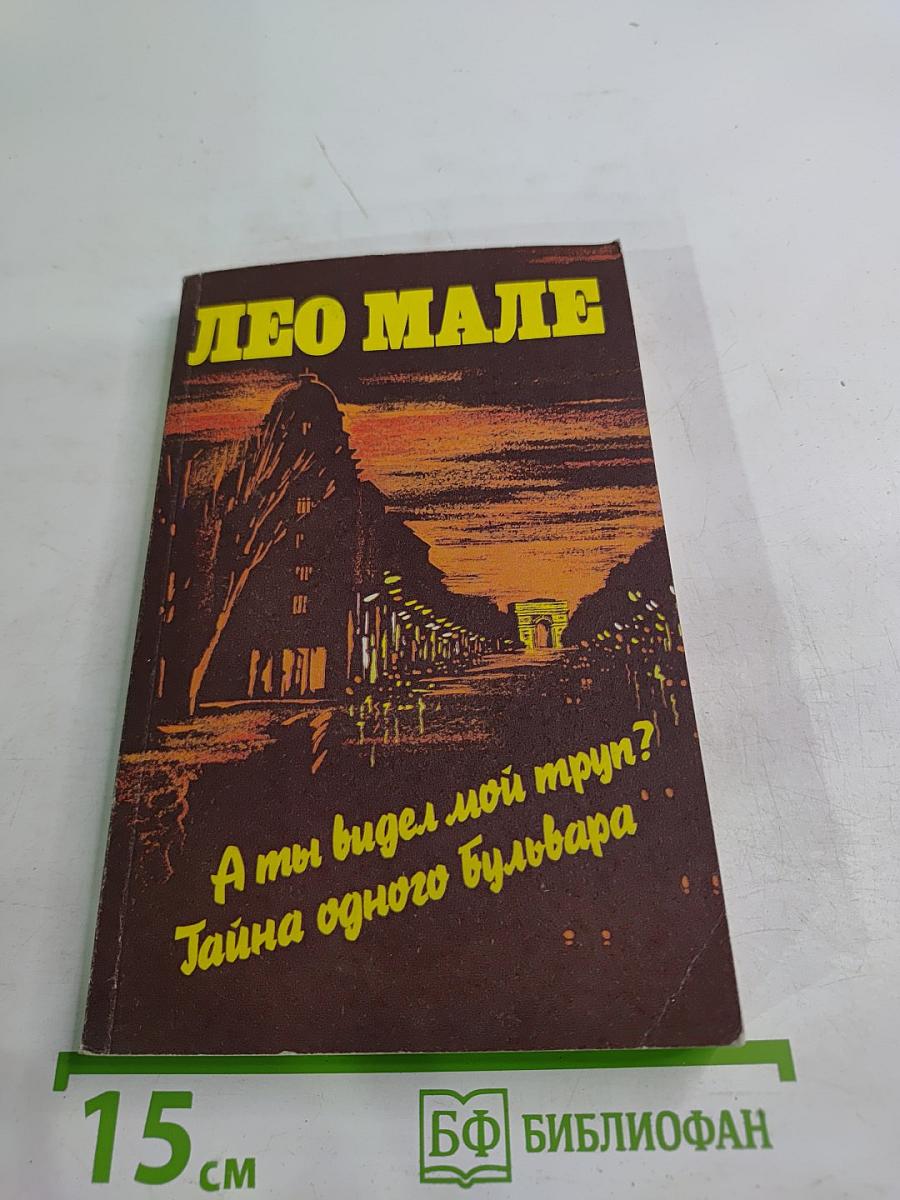 ЛЕО МАЛЕ
А ты видел мой труп?
Тайна одного бульвара
15 см
БФ БИБЛИОФАН